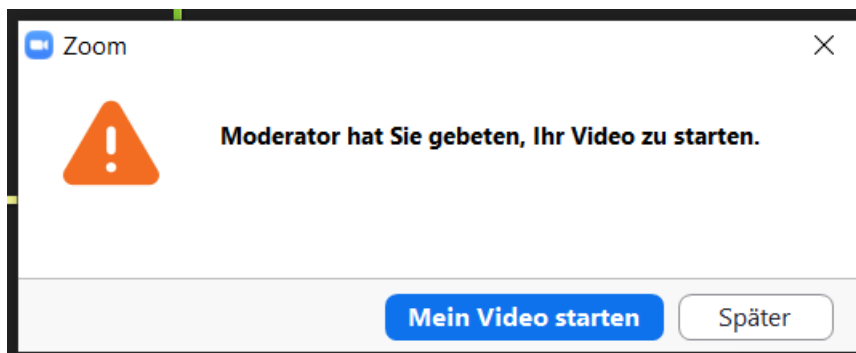 Zoom
Moderator hat Sie gebeten, Ihr Video zu starten.
Mein Video starten
Später